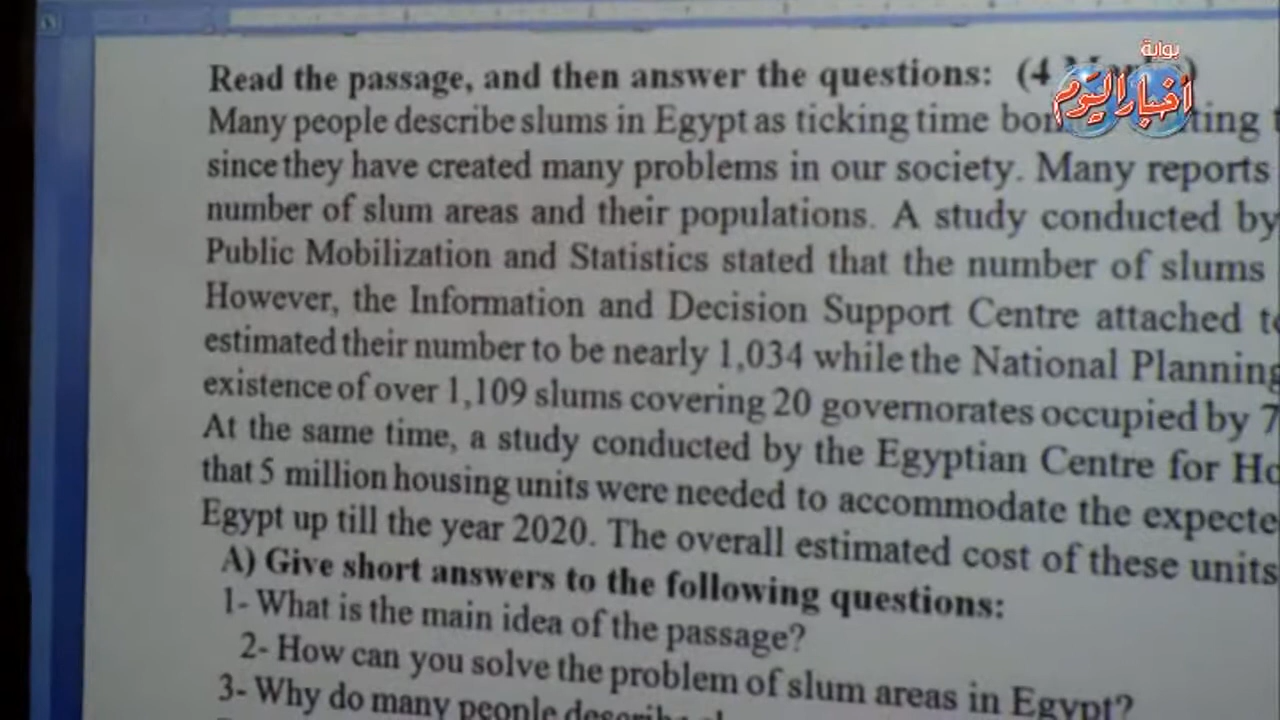 بوابة
أخبار اليوم
Read the passage, and then answer the questions: (4
Many people describe slums in Egypt as ticking time
since they have created many problems in our society. Many reports
number of slum areas and their populations. A study conducted by
Public Mobilization and Statistics stated that the number of slums
However, the Information and Decision Support Centre attached
estimated their number to be nearly 1,034 while the National Planning
existence of over 1,109 slums covering 20 governorates occupied by 7
At the same time, a study conducted by the Egyptian Centre for
that 5 million housing units were needed to accommodate the
Egypt up till the year 2020. The overall estimated cost of these units
A) Give short answers to the following questions:
1- What is the main idea of the passage?
2- How can you solve the problem of slum areas in Egypt?
3- Why do many people